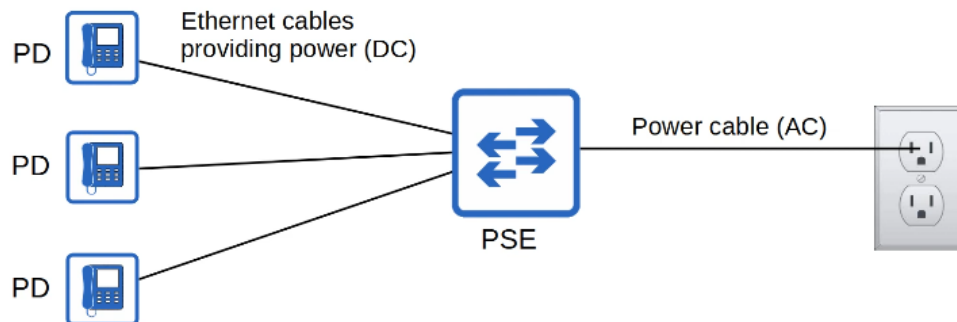 PD
Ethernet cables
providing power (DC)
PD
Power cable (AC)
PSE
PD